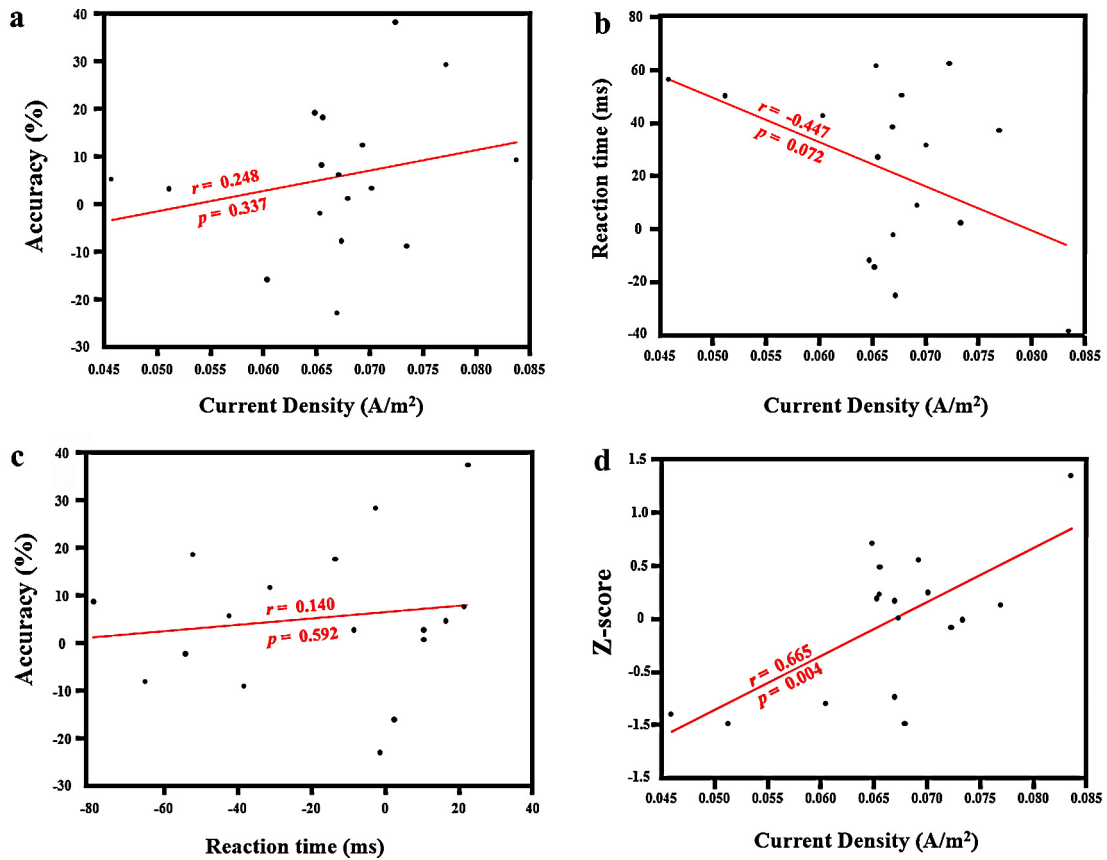 a
Accuracy (%)
40
30
20
10
0
-10
-20
-30
r = 0.248
p = 0.337
0.045 0.050 0.055 0.060 0.065 0.070 0.075 0.080 0.085
Current Density (A/m²)
b
Reaction time (ms)
80
60
40
20
0
-20
-40
r = -0.447
p = 0.072
0.045 0.050 0.055 0.060 0.065 0.070 0.075 0.080 0.085
Current Density (A/m²)
c
Accuracy (%)
40
30
20
10
0
-10
-20
-30
r = 0.140
p = 0.592
-80 -60 -40 -20 0 20 40
Reaction time (ms)
d
Z-score
1.5
1.0
0.5
0
-0.5
-1.5
-1.5
r = 0.665
p = 0.004
0.045 0.050 0.055 0.060 0.065 0.070 0.075 0.080 0.085
Current Density (A/m²)